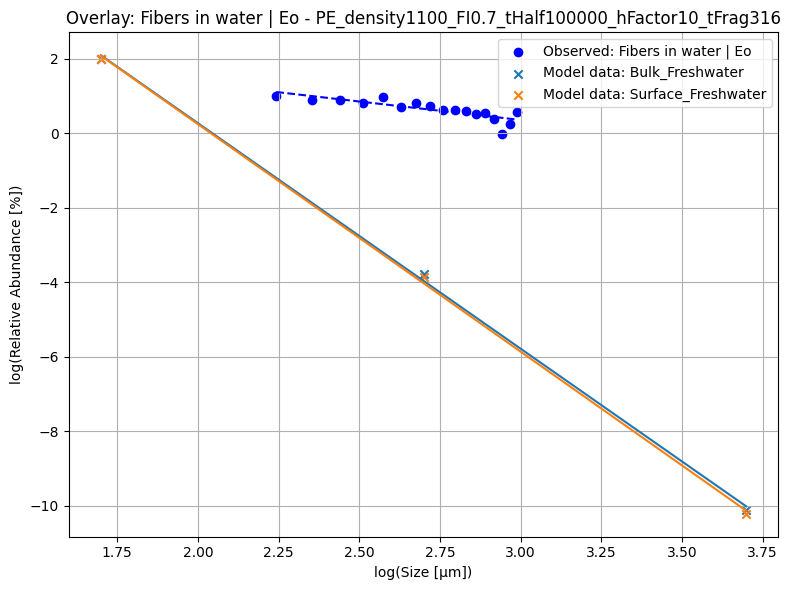 Overlay: Fibers in water | Eo - PE_density1100_FI0.7_tHalf100000_hFactor10_tFrag316
Observed: Fibers in water | Eo
Model data: Bulk_Freshwater
Model data: Surface_Freshwater
log(Relative Abundance [%])
2
0
−2
−4
−6
−8
−10
1.75 2.00 2.25 2.50 2.75 3.00 3.25 3.50 3.75
log(Size [µm])